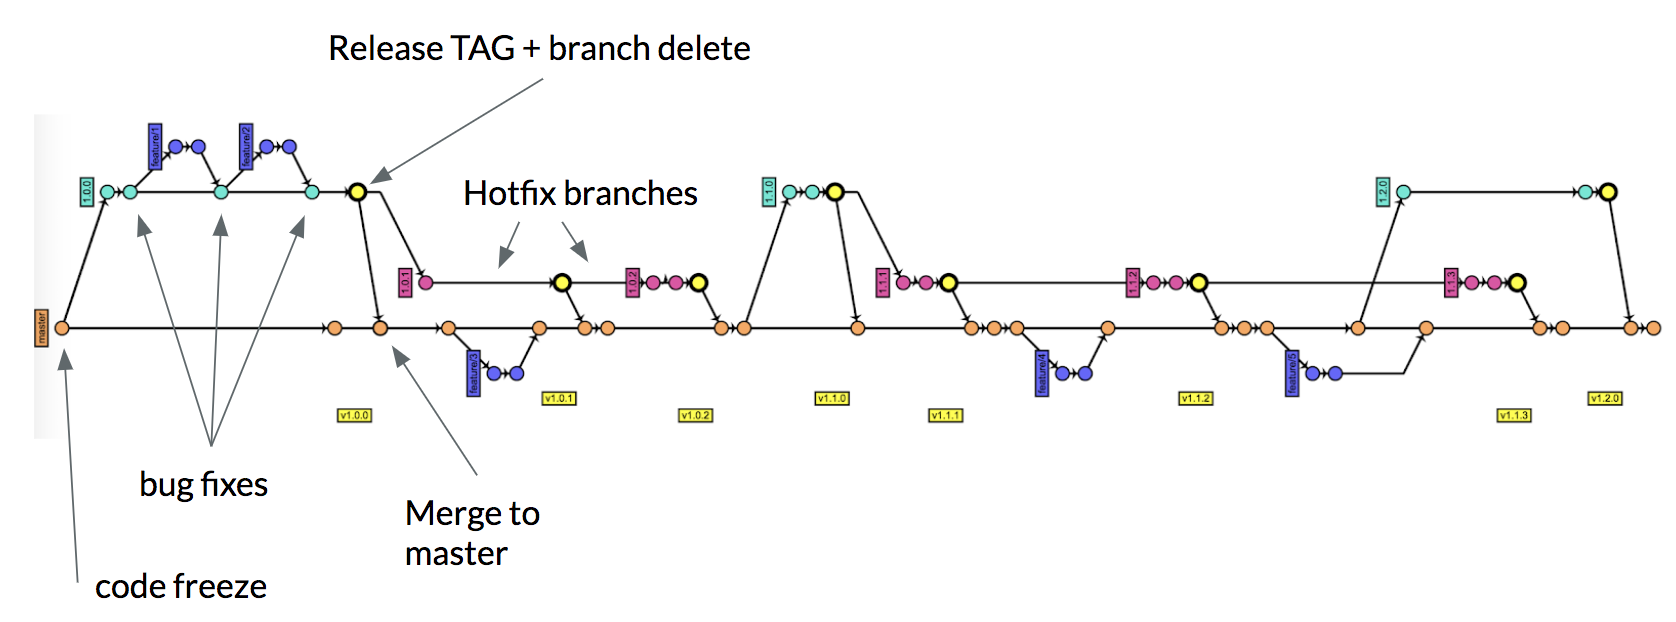 Release TAG + branch delete
feature/1
feature/2
1.0.0
Hotfix branches
1.1.0
1.2.0
1.0.1
1.0.2
1.1.1
1.1.2
1.1.3
master
feature/3
feature/4
feature/5
v1.0.0
v1.0.1
v1.0.2
v1.1.0
v1.1.1
v1.1.2
v1.1.3
v1.2.0
bug fixes
Merge to
master
code freeze